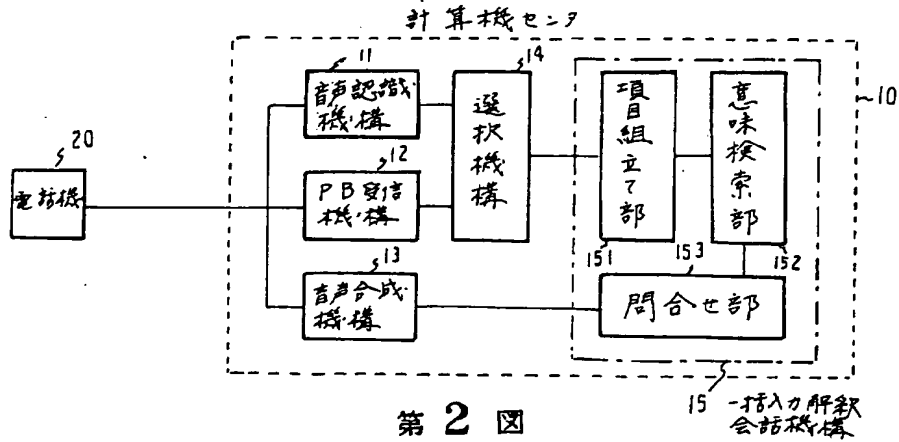 計算機センタ
10
11
音声認識
機構
14
選択機構
項目組立て部
意味検索部
20
電話機
12
PB受信
機構
151
152
13
音声合成
機構
153
問合せ部
15 一括入力解釈
会話機構
第2図